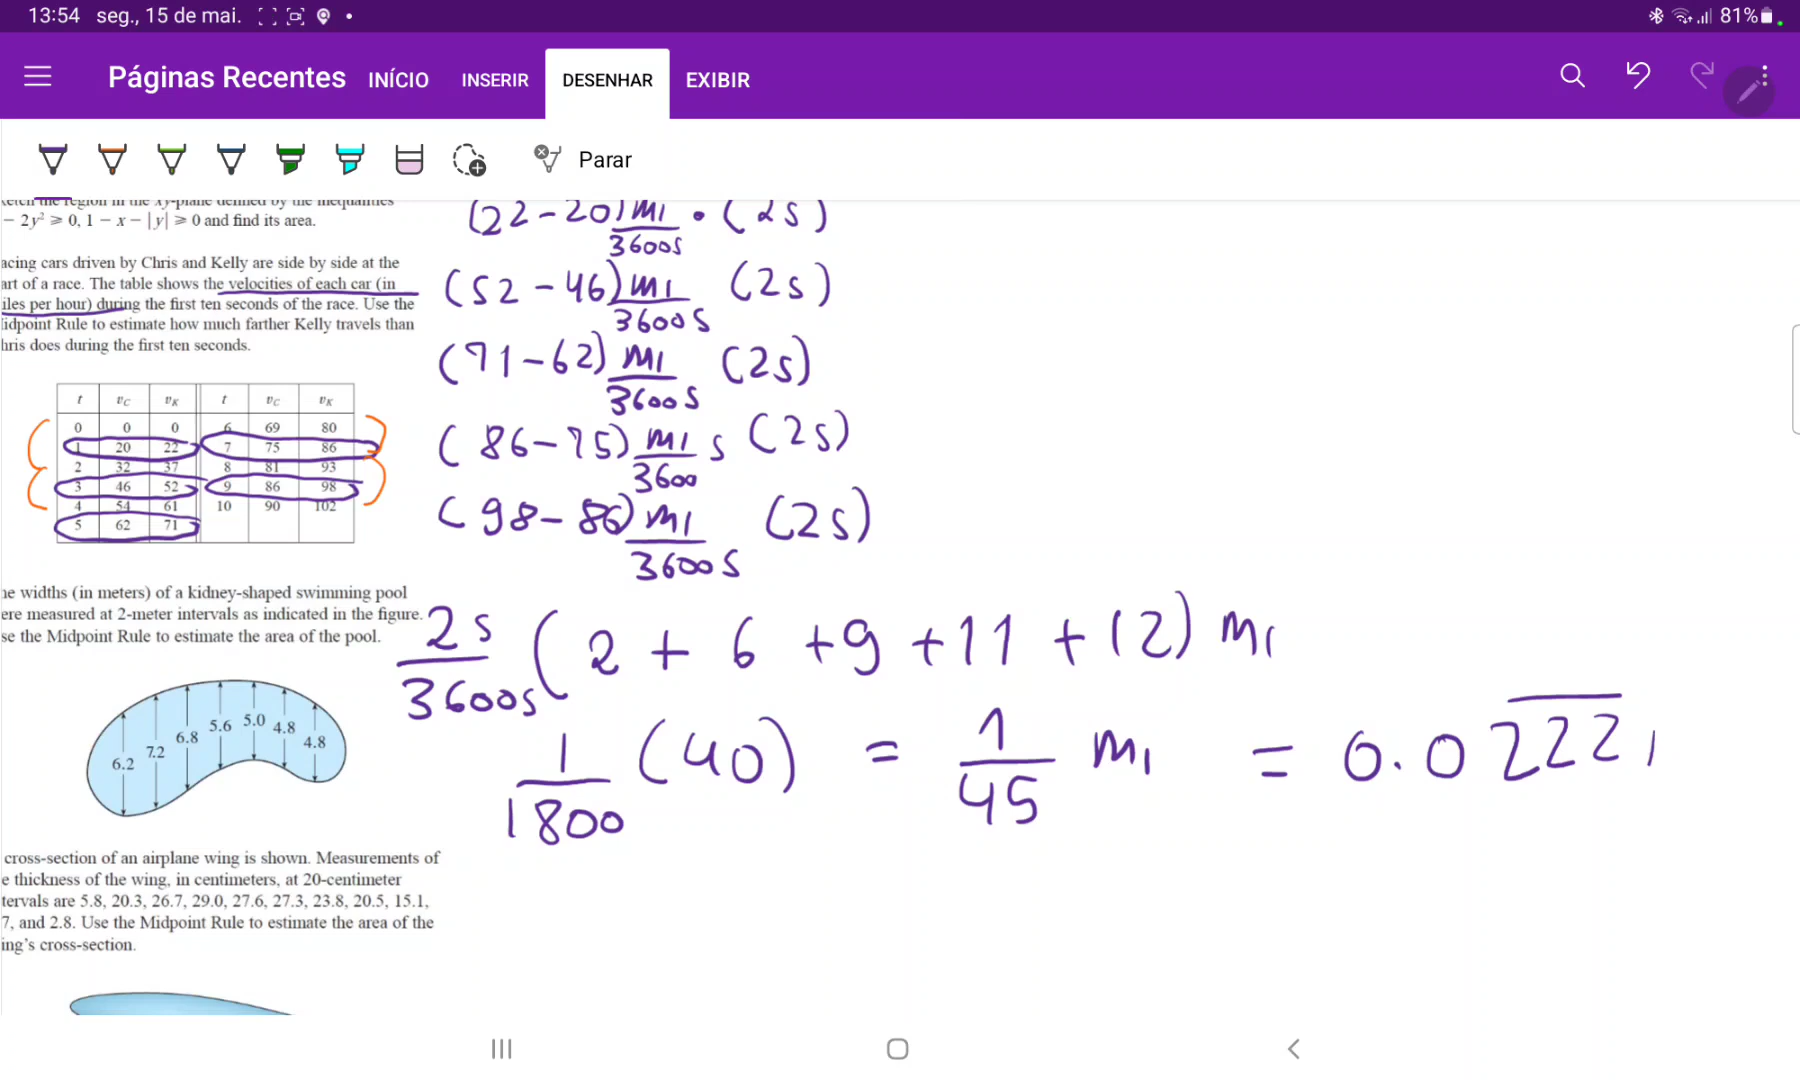 13:54 seg., 15 de mai. 81%
Páginas Recentes INÍCIO INSERIR DESENHAR EXIBIR
Parar
ketch the region in the xy-plane defined by the inequalities
– 2y² ≥ 0, 1 – x – |y| ≥ 0 and find its area.
acing cars driven by Chris and Kelly are side by side at the
art of a race. The table shows the velocities of each car (in
iles per hour) during the first ten seconds of the race. Use the
idpoint Rule to estimate how much farther Kelly travels than
hris does during the first ten seconds.
t vC vK t vC vK
0 0 0 6 69 80
1 20 22 7 75 86
2 32 37 8 81 93
3 46 52 9 86 98
4 54 61 10 90 102
5 62 71
he widths (in meters) of a kidney-shaped swimming pool
ere measured at 2-meter intervals as indicated in the figure.
se the Midpoint Rule to estimate the area of the pool.
6.2 7.2 6.8 5.6 5.0 4.8 4.8
cross-section of an airplane wing is shown. Measurements of
e thickness of the wing, in centimeters, at 20-centimeter
tervals are 5.8, 20.3, 26.7, 29.0, 27.6, 27.3, 23.8, 20.5, 15.1,
7, and 2.8. Use the Midpoint Rule to estimate the area of the
ing's cross-section.
(22-20) mi · (2s)
3600s
(52-46) mi (2s)
3600s
(71-62) mi (2s)
3600s
(86-75) mi s (2s)
3600
(98-86) mi (2s)
3600s
2s (2 + 6 +9 +11 +12) mi
3600s
1 (40) = 1 mi = 0.0222
1800 45